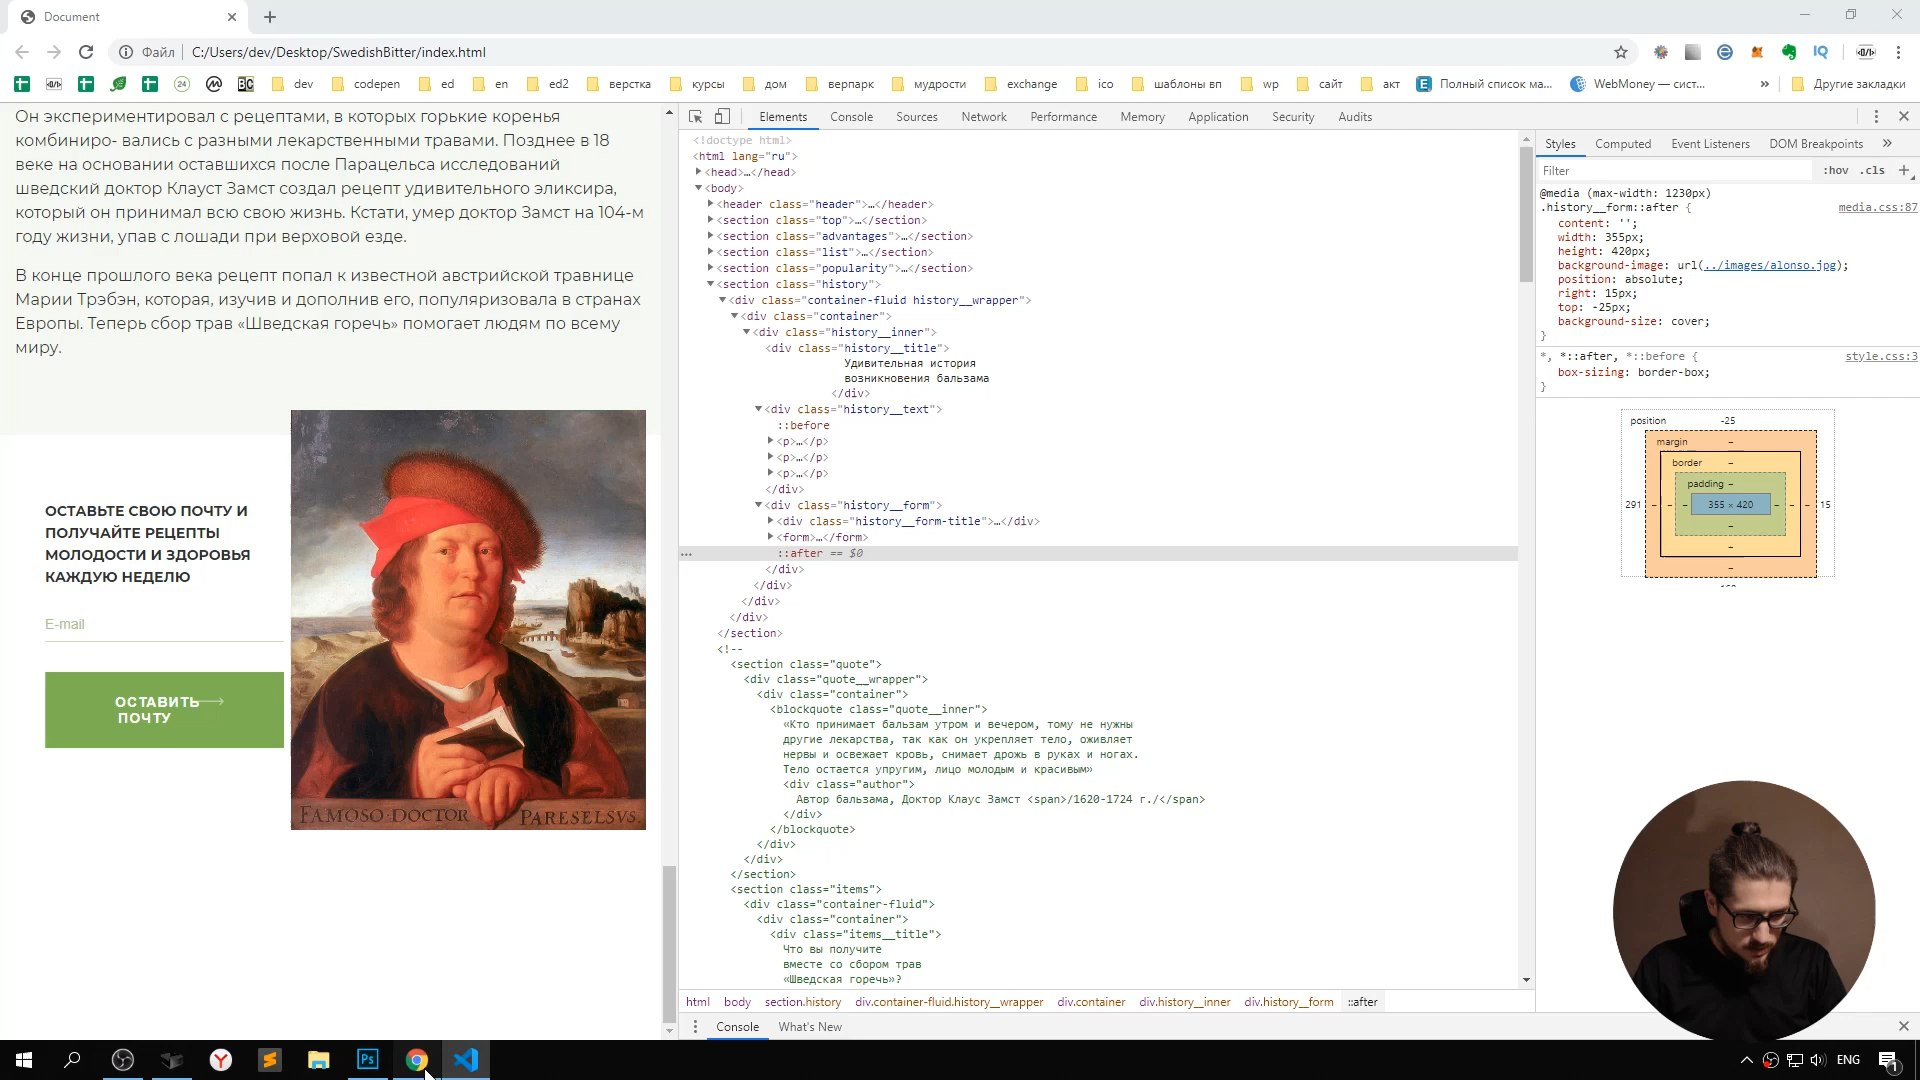 Document
Файл
C:/Users/dev/Desktop/SwedishBitter/index.html
dev
codepen
ed
en
ed2
верстка
курсы
дом
верпарк
мудрости
exchange
ico
шаблоны вп
wp
сайт
акт
Полный список ма...
WebMoney — сист...
»
Другие закладки
Он экспериментировал с рецептами, в которых горькие коренья
комбиниро- вались с разными лекарственными травами. Позднее в 18
веке на основании оставшихся после Парацельса исследований
шведский доктор Клауст Замст создал рецепт удивительного эликсира,
который он принимал всю свою жизнь. Кстати, умер доктор Замст на 104-м
году жизни, упав с лошади при верховой езде.
В конце прошлого века рецепт попал к известной австрийской травнице
Марии Трэбэн, которая, изучив и дополнив его, популяризовала в странах
Европы. Теперь сбор трав «Шведская горечь» помогает людям по всему
миру.
ОСТАВЬТЕ СВОЮ ПОЧТУ И
ПОЛУЧАЙТЕ РЕЦЕПТЫ
МОЛОДОСТИ И ЗДОРОВЬЯ
КАЖДУЮ НЕДЕЛЮ
E-mail
ОСТАВИТЬ
ПОЧТУ
FAMOSO·DOCTOR PARESELSVS.
Elements
Console
Sources
Network
Performance
Memory
Application
Security
Audits
<!doctype html>
<html lang="ru">
<head>…</head>
<body>
<header class="header">…</header>
<section class="top">…</section>
<section class="advantages">…</section>
<section class="list">…</section>
<section class="popularity">…</section>
<section class="history">
<div class="container-fluid history__wrapper">
<div class="container">
<div class="history__inner">
<div class="history__title">
Удивительная история
возникновения бальзама
</div>
<div class="history__text">
::before
<p>…</p>
<p>…</p>
<p>…</p>
</div>
<div class="history__form">
<div class="history__form-title">…</div>
<form>…</form>
::after == $0
</div>
</div>
</div>
</div>
</section>
<!--
<section class="quote">
<div class="quote__wrapper">
<div class="container">
<blockquote class="quote__inner">
«Кто принимает бальзам утром и вечером, тому не нужны
другие лекарства, так как он укрепляет тело, оживляет
нервы и освежает кровь, снимает дрожь в руках и ногах.
Тело остается упругим, лицо молодым и красивым»
<div class="author">
Автор бальзама, Доктор Клаус Замст <span>/1620-1724 г./</span>
</div>
</blockquote>
</div>
</div>
</section>
<section class="items">
<div class="container-fluid">
<div class="container">
<div class="items__title">
Что вы получите
вместе со сбором трав
«Шведская горечь»?
html body section.history div.container-fluid.history__wrapper div.container div.history__inner div.history__form ::after
Console
What's New
Styles
Computed
Event Listeners
DOM Breakpoints
»
Filter
:hov .cls +
@media (max-width: 1230px)
.history__form::after { media.css:87
content: '';
width: 355px;
height: 420px;
background-image: url(../images/alonso.jpg);
position: absolute;
right: 15px;
top: -25px;
background-size: cover;
}
*, *::after, *::before { style.css:3
box-sizing: border-box;
}
position -25
margin –
border –
padding –
291 355 × 420 15
Ps
ENG
1